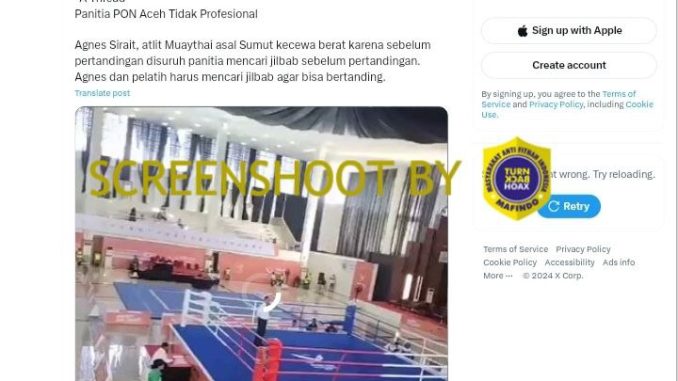 Panitia PON Aceh Tidak Profesional
Agnes Sirait, atlit Muaythai asal Sumut kecewa berat karena sebelum
pertandingan disuruh panitia mencari jilbab sebelum pertandingan.
Agnes dan pelatih harus mencari jilbab agar bisa bertanding.
Translate post
SCREENSHOOT BY
MASYARAKAT ANTI FITNAH INDONESIA
TURN
BACK
HOAX
MAFINDO
Sign up with Apple
Create account
By signing up, you agree to the Terms of
Service and Privacy Policy, including Cookie
Use.
nt wrong. Try reloading.
Retry
Terms of Service Privacy Policy
Cookie Policy Accessibility Ads info
More ··· © 2024 X Corp.